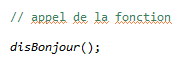 // appel de la fonction
disBonjour();